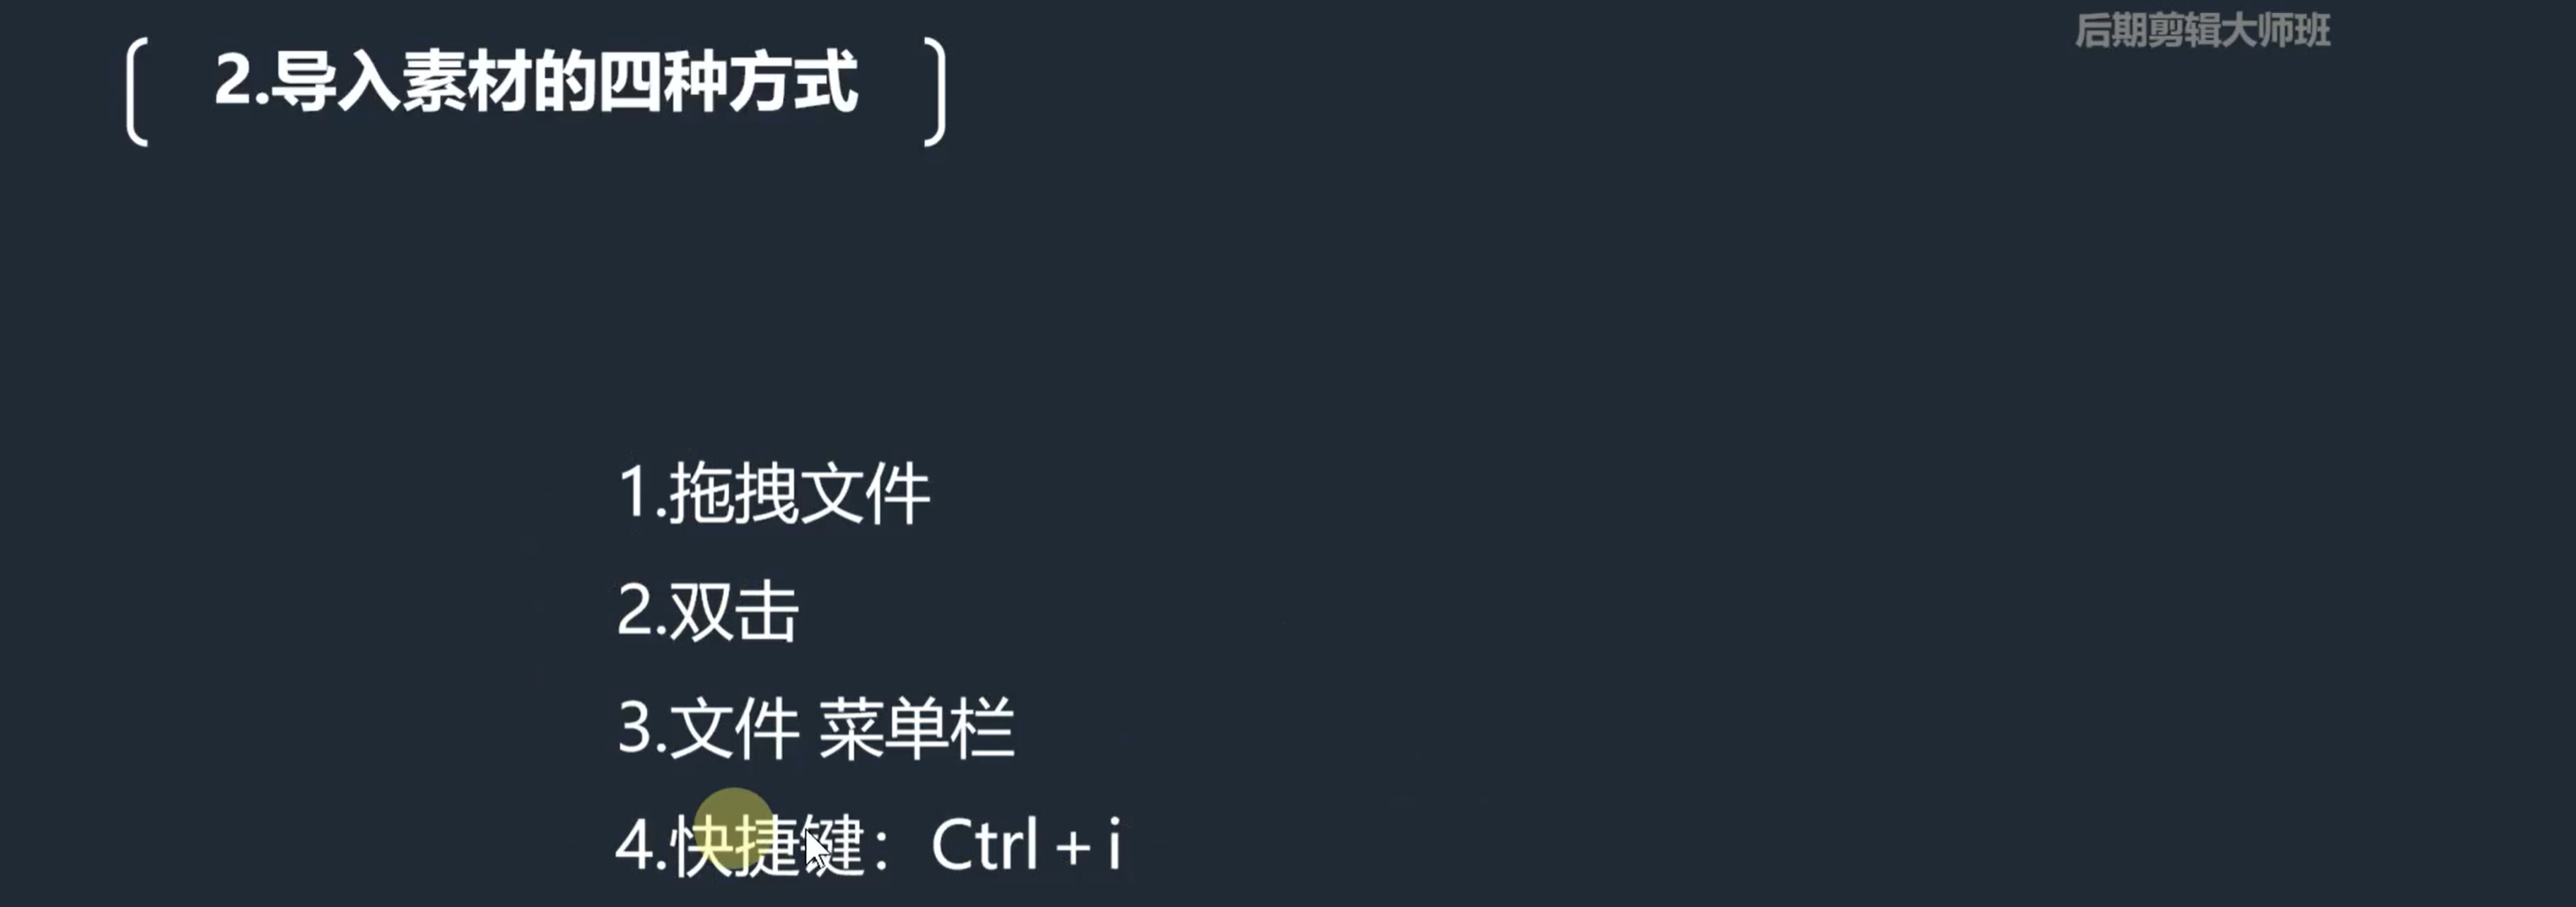 后期剪辑大师班
2.导入素材的四种方式
1.拖拽文件
2.双击
3.文件 菜单栏
4.快捷键：Ctrl + i